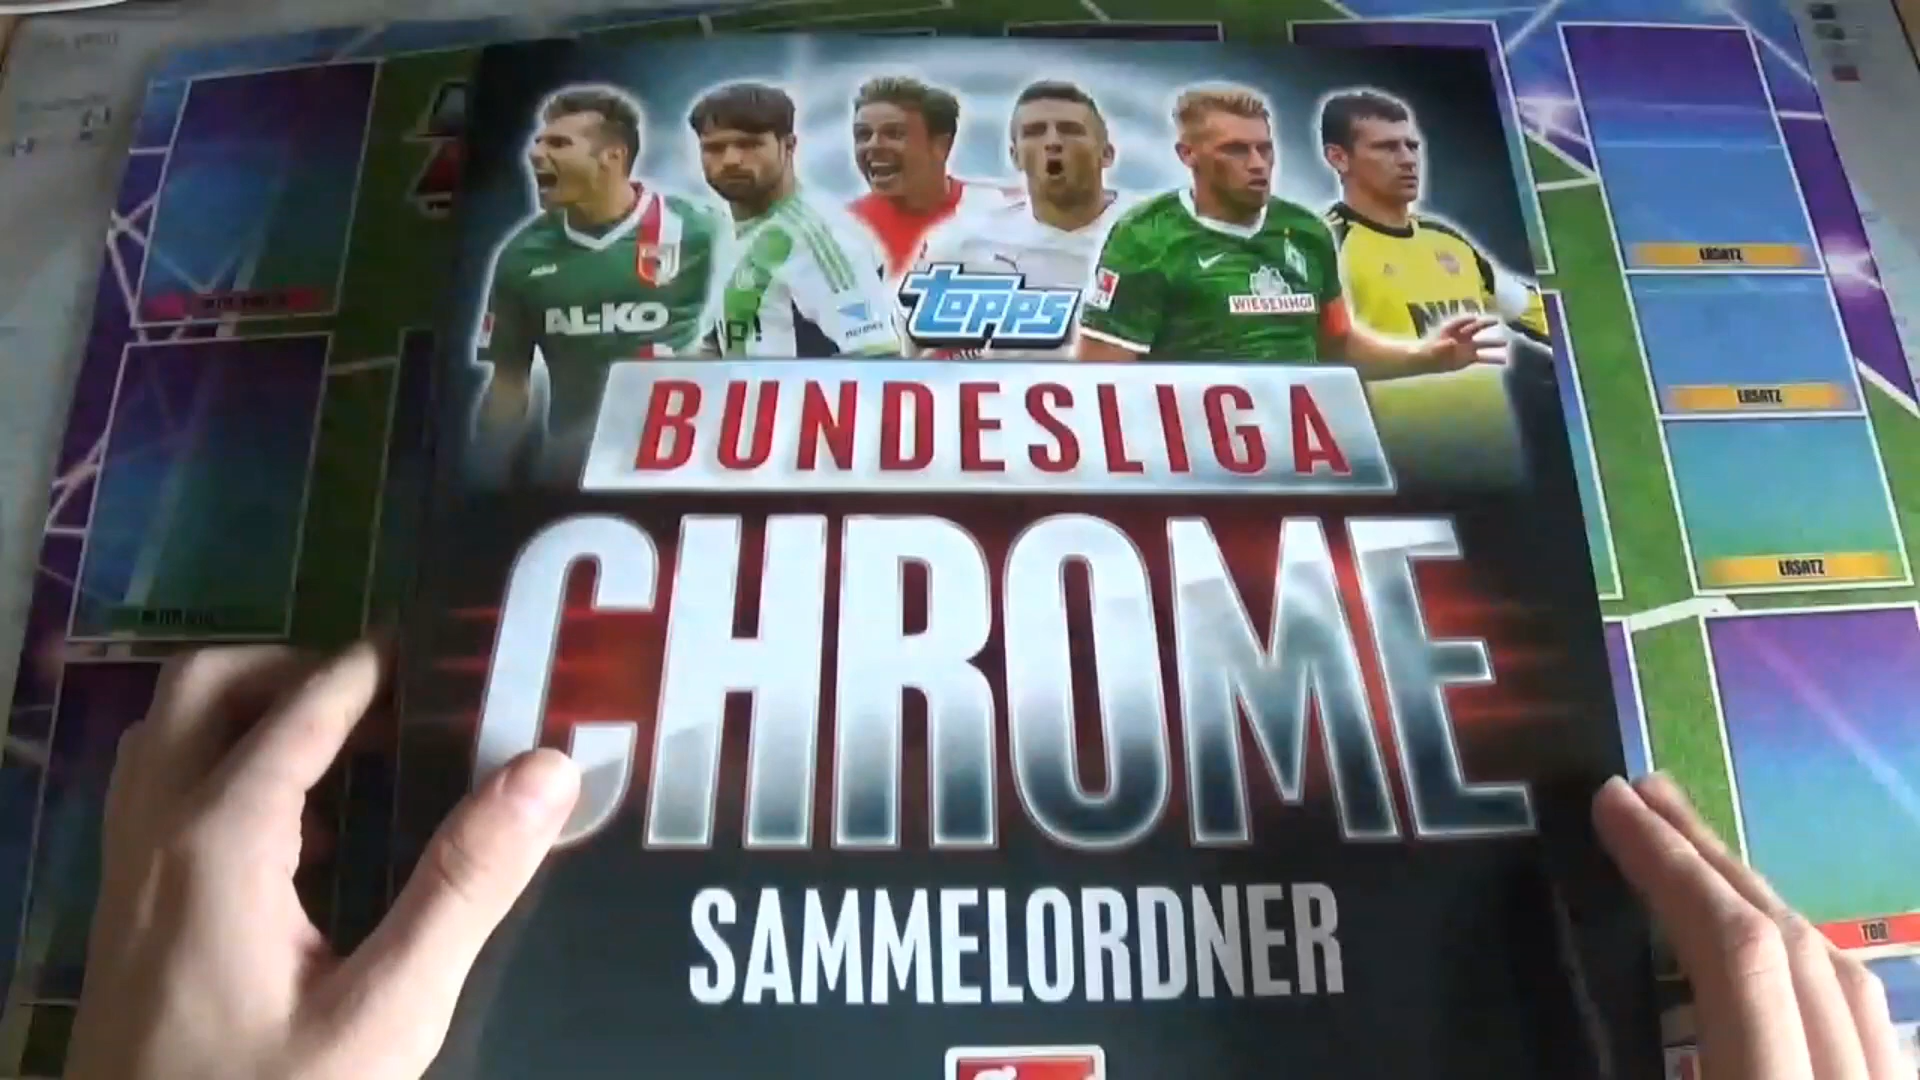 AL-KO
WIESENHOF
topps
BUNDESLIGA
CHROME
SAMMELORDNER
ERSATZ
ERSATZ
ERSATZ
TOR